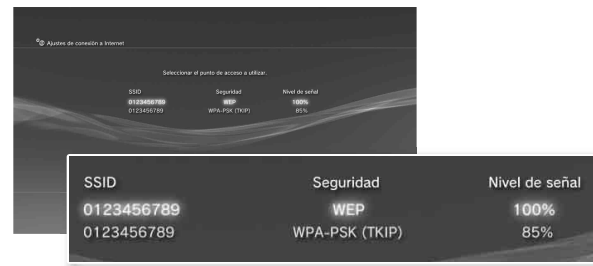 Ajustes de conexión a Internet
Seleccionar el punto de acceso a utilizar.
SSID Seguridad Nivel de señal
0123456789 WEP 100%
0123456789 WPA-PSK (TKIP) 85%
SSID Seguridad Nivel de señal
0123456789 WEP 100%
0123456789 WPA-PSK (TKIP) 85%